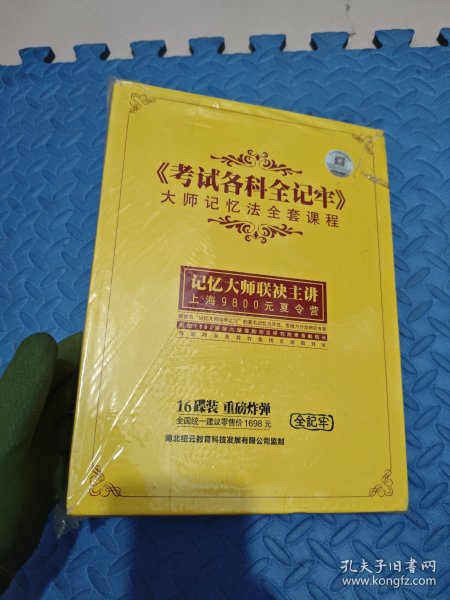 《考试各科全记牢》
大师记忆法全套课程
记忆大师联袂主讲
上海9800元夏令营
16碟装 重磅炸弹
全国统一建议零售价1698元
全記牢
湖北纽云教育科技发展有限公司监制
孔夫子旧书网
www.kongfz.com